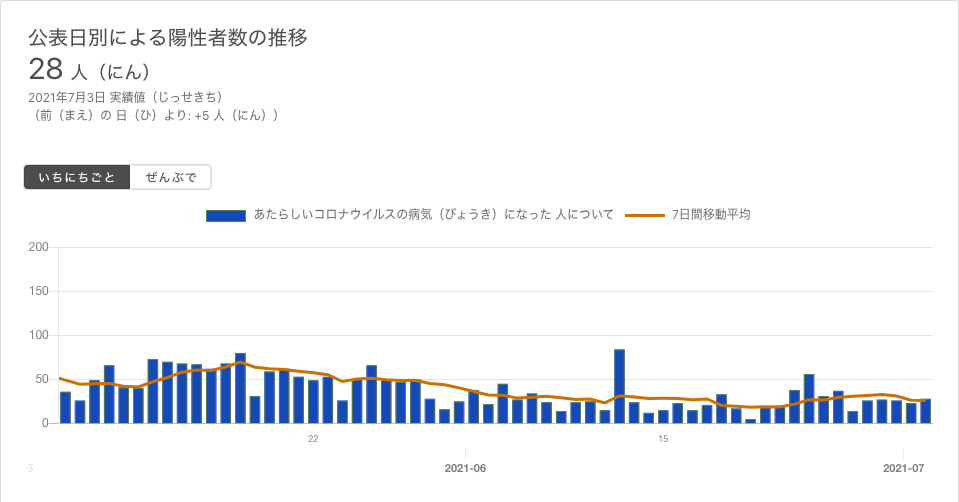 公表日別による陽性者数の推移
28 人（にん）
2021年7月3日 実績値（じっせきち）
（前（まえ）の 日（ひ）より: +5 人（にん））
いちにちごと ぜんぶで
あたらしいコロナウイルスの病気（びょうき）になった 人について 7日間移動平均
200
150
100
50
0
22 15
2021-06 2021-07